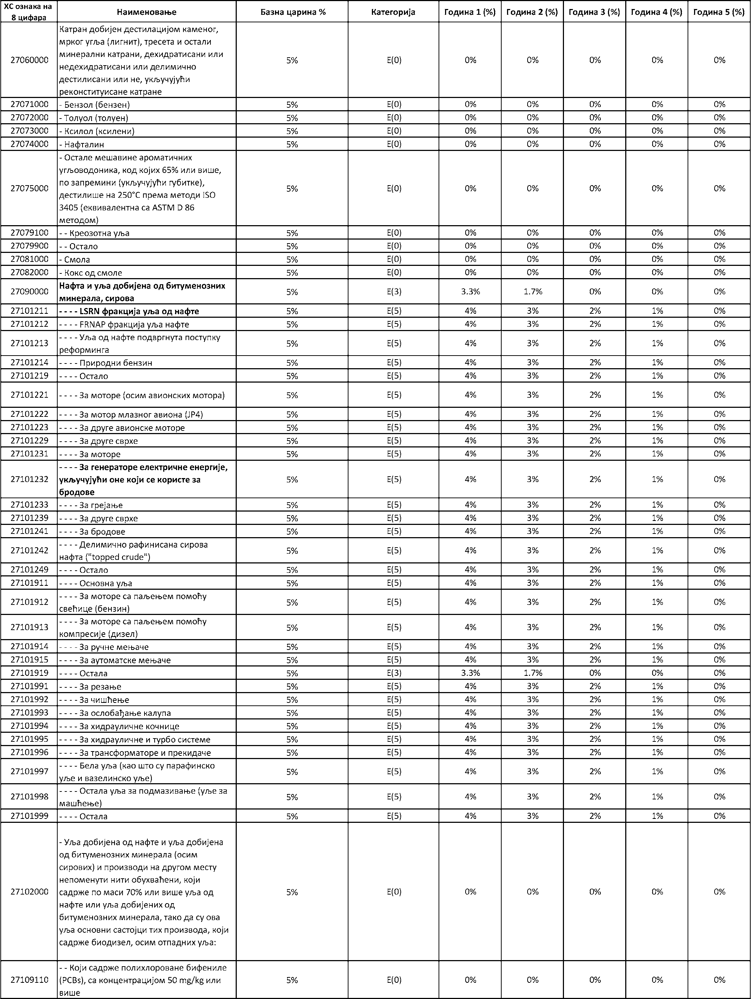 ХС ознака на 8 цифара Наименовање Базна царина % Категорија Година 1 (%) Година 2 (%) Година 3 (%) Година 4 (%) Година 5 (%)
Катран добијен дестилацијом каменог,
мрког угља (лигнит), тресета и остали
минерални катрани, дехидратисани или
27060000 недехидратисани или делимично 5% E(0) 0% 0% 0% 0% 0%
дестилисани или не, укључујући
реконституисане катране
27071000 - Бензол (бензен) 5% E(0) 0% 0% 0% 0% 0%
27072000 - Толуол (толуен) 5% E(0) 0% 0% 0% 0% 0%
27073000 - Ксилол (ксилени) 5% E(0) 0% 0% 0% 0% 0%
27074000 - Нафталин 5% E(0) 0% 0% 0% 0% 0%
- Остале мешавине ароматичних
угљоводоника, код којих 65% или више,
27075000 по запремини (укључујући губитке), 5% E(0) 0% 0% 0% 0% 0%
дестилише на 250°C према методи ISO
3405 (еквивалентна са ASTM D 86
методом)
27079100 - - Креозотна уља 5% E(0) 0% 0% 0% 0% 0%
27079900 - - Остало 5% E(0) 0% 0% 0% 0% 0%
27081000 - Смола 5% E(0) 0% 0% 0% 0% 0%
27082000 - Кокс од смоле 5% E(0) 0% 0% 0% 0% 0%
27090000 Нафта и уља добијена од битуменозних 5% E(3) 3.3% 1.7% 0% 0% 0%
минерала, сирова
27101211 - - - - LSRN фракција уља од нафте 5% E(5) 4% 3% 2% 1% 0%
27101212 - - - - FRNAP фракција уља нафте 5% E(5) 4% 3% 2% 1% 0%
27101213 - - - - Уља од нафте подвргнута поступку 5% E(5) 4% 3% 2% 1% 0%
реформинга
27101214 - - - - Природни бензин 5% E(5) 4% 3% 2% 1% 0%
27101219 - - - - Остало 5% E(5) 4% 3% 2% 1% 0%
27101221 - - - - За моторе (осим авионских мотора) 5% E(5) 4% 3% 2% 1% 0%
27101222 - - - - За мотор млазног авиона (JP4) 5% E(5) 4% 3% 2% 1% 0%
27101223 - - - - За друге авионске моторе 5% E(5) 4% 3% 2% 1% 0%
27101229 - - - - За друге сврхе 5% E(5) 4% 3% 2% 1% 0%
27101231 - - - - За моторе 5% E(5) 4% 3% 2% 1% 0%
- - - - За генераторе електричне енергије,
27101232 укључујући оне који се користе за 5% E(5) 4% 3% 2% 1% 0%
бродове
27101233 - - - - За грејање 5% E(5) 4% 3% 2% 1% 0%
27101239 - - - - За друге сврхе 5% E(5) 4% 3% 2% 1% 0%
27101241 - - - - За бродове 5% E(5) 4% 3% 2% 1% 0%
27101242 - - - - Делимично рафинисана сирова 5% E(5) 4% 3% 2% 1% 0%
нафта ("topped crude")
27101249 - - - - Остало 5% E(5) 4% 3% 2% 1% 0%
27101911 - - - - Основна уља 5% E(5) 4% 3% 2% 1% 0%
27101912 - - - - За моторе са паљењем помоћу 5% E(5) 4% 3% 2% 1% 0%
свећице (бензин)
27101913 - - - - За моторе са паљењем помоћу 5% E(5) 4% 3% 2% 1% 0%
компресије (дизел)
27101914 - - - - За ручне мењаче 5% E(5) 4% 3% 2% 1% 0%
27101915 - - - - За аутоматске мењаче 5% E(5) 4% 3% 2% 1% 0%
27101919 - - - - Остала 5% E(3) 3.3% 1.7% 0% 0% 0%
27101991 - - - - За резање 5% E(5) 4% 3% 2% 1% 0%
27101992 - - - - За чишћење 5% E(5) 4% 3% 2% 1% 0%
27101993 - - - - За ослобађање калупа 5% E(5) 4% 3% 2% 1% 0%
27101994 - - - - За хидрауличне кочнице 5% E(5) 4% 3% 2% 1% 0%
27101995 - - - - За хидрауличне и турбо системе 5% E(5) 4% 3% 2% 1% 0%
27101996 - - - - За трансформаторе и прекидаче 5% E(5) 4% 3% 2% 1% 0%
27101997 - - - - Бела уља (као што су парафинско 5% E(5) 4% 3% 2% 1% 0%
уље и вазелинско уље)
27101998 - - - - Остала уља за подмазивање (уље за 5% E(5) 4% 3% 2% 1% 0%
машћење)
27101999 - - - - Остала 5% E(5) 4% 3% 2% 1% 0%
- Уља добијена од нафте и уља добијена
од битуменозних минерала (осим
сирових) и производи на другом месту
непоменути нити обухваћени, који
27102000 садрже по маси 70% или више уља од 5% E(0) 0% 0% 0% 0% 0%
нафте или уља добијених од
битуменозних минерала, тако да су ова
уља основни састојци тих производа, који
садрже биодизел, осим отпадних уља:
- - Који садрже полихлороване бифениле
27109110 (PCBs), са концентрацијом 50 mg/kg или 5% E(0) 0% 0% 0% 0% 0%
више